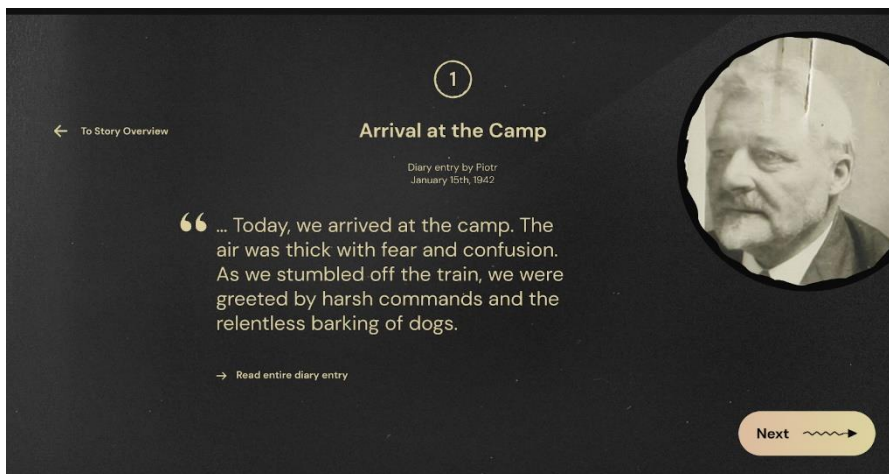 1
To Story Overview
Arrival at the Camp
Diary entry by Piotr
January 15th, 1942
“ ... Today, we arrived at the camp. The
air was thick with fear and confusion.
As we stumbled off the train, we were
greeted by harsh commands and the
relentless barking of dogs.
Read entire diary entry
Next